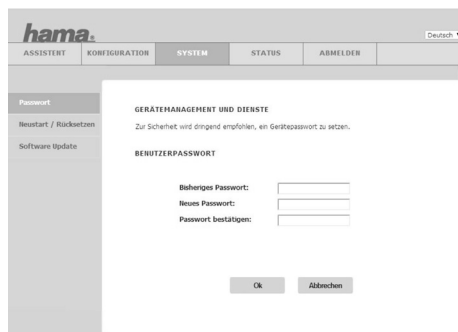 hama®
Deutsch
ASSISTENT KONFIGURATION SYSTEM STATUS ABMELDEN
Passwort
Neustart / Rücksetzen
Software Update
GERÄTEMANAGEMENT UND DIENSTE
Zur Sicherheit wird dringend empfohlen, ein Gerätepasswort zu setzen.
BENUTZERPASSWORT
Bisheriges Passwort:
Neues Passwort:
Passwort bestätigen:
Ok Abbrechen